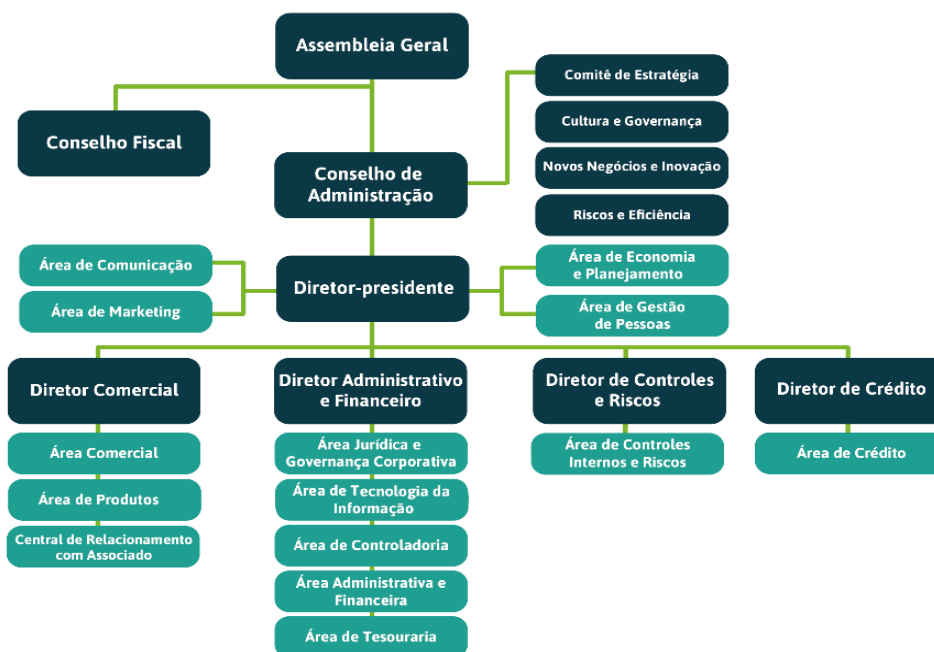 Assembleia Geral
Comitê de Estratégia
Cultura e Governança
Conselho Fiscal
Conselho de
Administração
Novos Negócios e Inovação
Riscos e Eficiência
Área de Comunicação
Área de Marketing
Diretor-presidente
Área de Economia
e Planejamento
Área de Gestão
de Pessoas
Diretor Comercial
Diretor Administrativo
e Financeiro
Diretor de Controles
e Riscos
Diretor de Crédito
Área Comercial
Área de Produtos
Central de Relacionamento
com Associado
Área Jurídica e
Governança Corporativa
Área de Tecnologia da
Informação
Área de Controladoria
Área Administrativa e
Financeira
Área de Tesouraria
Área de Controles
Internos e Riscos
Área de Crédito